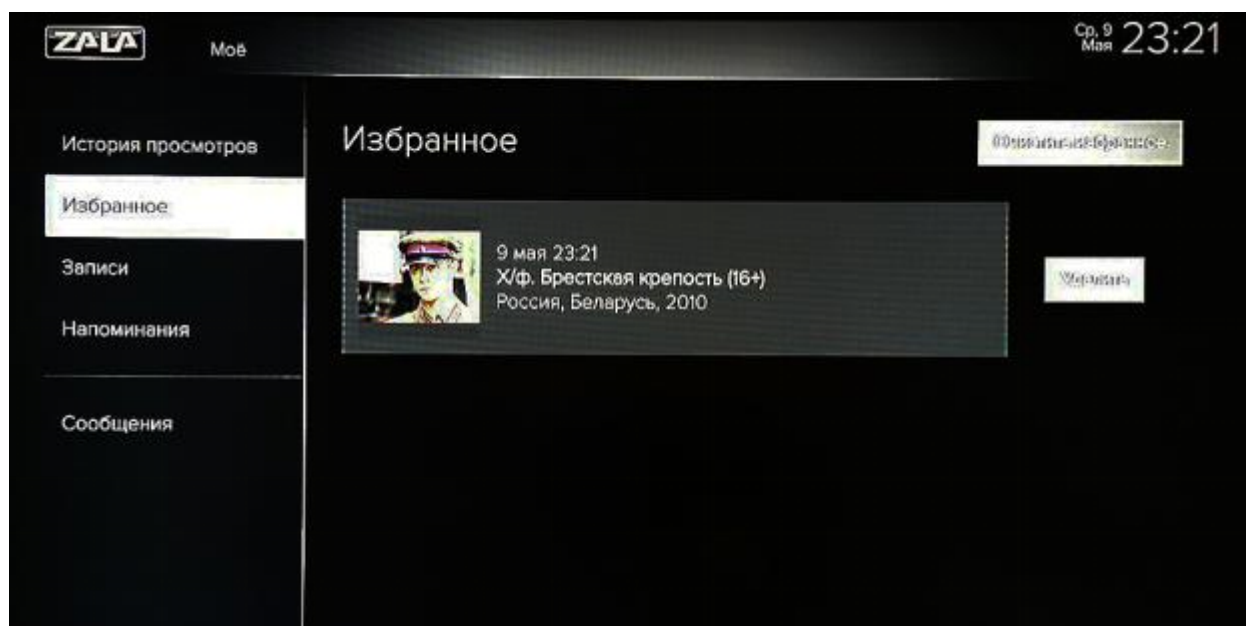 ZALA
Моё
Ср, 9
Мая
23:21
История просмотров
Избранное
Записи
Напоминания
Сообщения
Избранное
9 мая 23:21
Х/ф. Брестская крепость (16+)
Россия, Беларусь, 2010